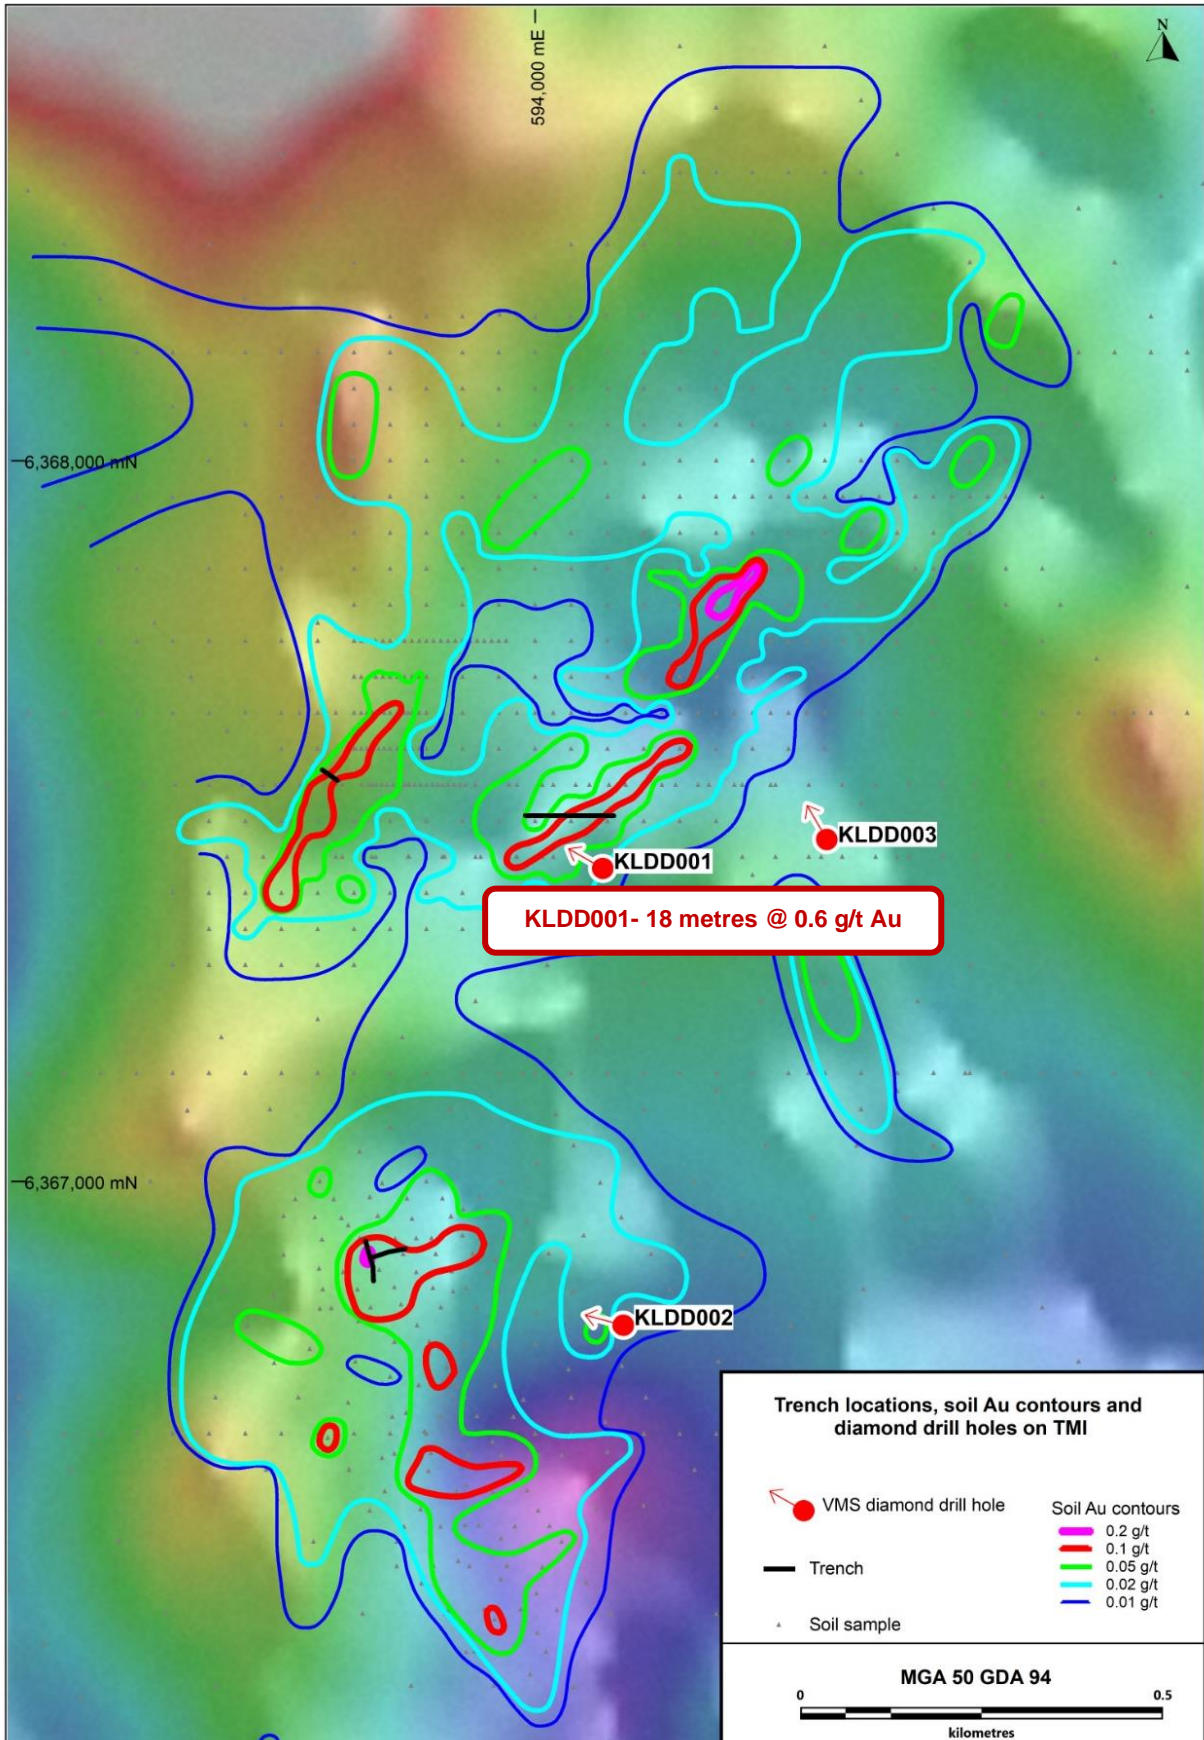 N
594,000 mE
6,368,000 mN
KLDD003
KLDD001
KLDD001- 18 metres @ 0.6 g/t Au
6,367,000 mN
KLDD002
Trench locations, soil Au contours and
diamond drill holes on TMI
VMS diamond drill hole
Trench
Soil sample
Soil Au contours
0.2 g/t
0.1 g/t
0.05 g/t
0.02 g/t
0.01 g/t
MGA 50 GDA 94
0 0.5
kilometres